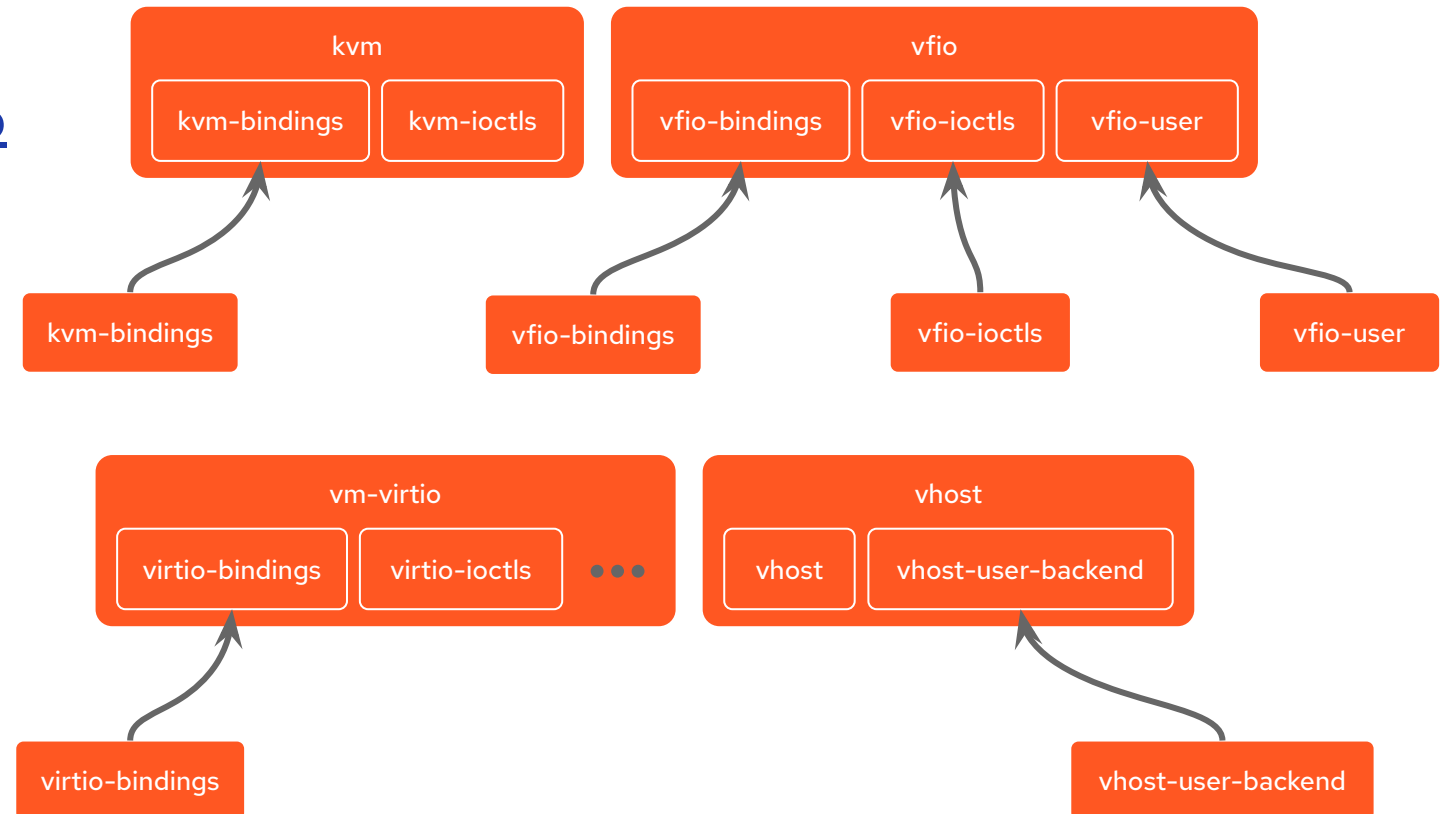 kvm
kvm-bindings kvm-ioctls
vfio
vfio-bindings vfio-ioctls vfio-user
kvm-bindings
vfio-bindings
vfio-ioctls
vfio-user
vm-virtio
virtio-bindings virtio-ioctls
vhost
vhost vhost-user-backend
virtio-bindings
vhost-user-backend